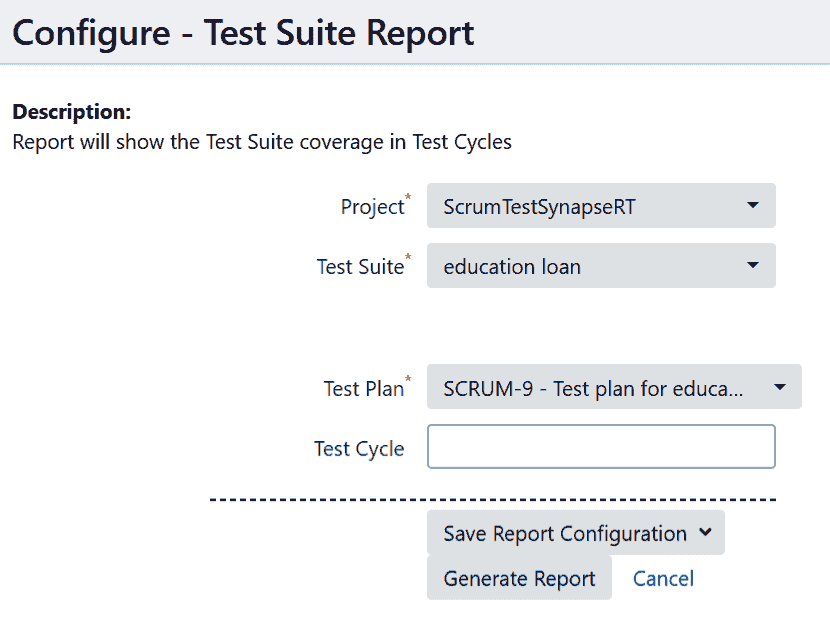 Configure - Test Suite Report
Description:
Report will show the Test Suite coverage in Test Cycles
Project* ScrumTestSynapseRT
Test Suite* education loan
Test Plan* SCRUM-9 - Test plan for educa...
Test Cycle
Save Report Configuration
Generate Report Cancel